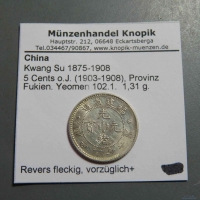 Münzenhandel Knopik
Hauptstr. 212, 06648 Eckartsberga
Tel.034467/90867, www.knopik-muenzen.de
China
Kwang Su 1875-1908
5 Cents o.J. (1903-1908), Provinz
Fukien. Yeomen: 102.1. 1,31 g.
Revers fleckig, vorzüglich+